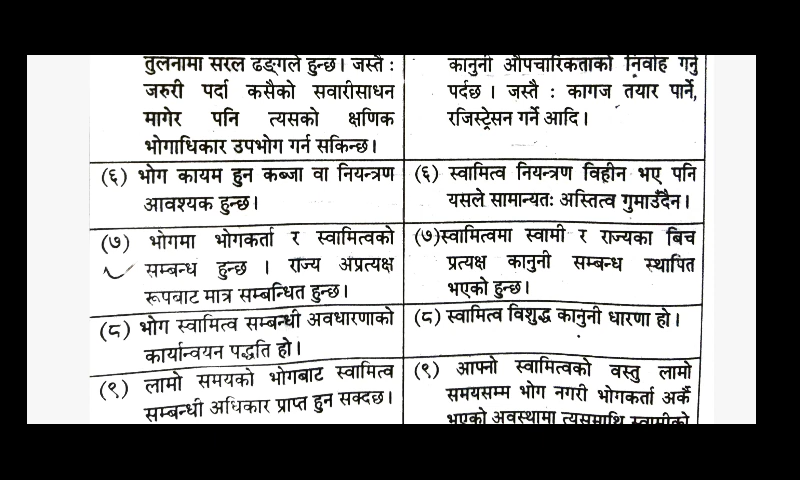 तुलनामा सरल ढङ्गले हुन्छ। जस्तै :
जरुरी पर्दा कसैको सवारीसाधन
मागेर पनि त्यसको क्षणिक
भोगाधिकार उपभोग गर्न सकिन्छ।
कानुनी औपचारिकताको निर्वाह गर्नु
पर्दछ । जस्तै : कागज तयार पार्ने,
रजिस्ट्रेसन गर्ने आदि।
(६) भोग कायम हुन कब्जा वा नियन्त्रण
आवश्यक हुन्छ।
(६) स्वामित्व नियन्त्रण विहीन भए पनि
यसले सामान्यतः अस्तित्व गुमाउँदैन।
(७) भोगमा भोगकर्ता र स्वामित्वको
सम्बन्ध हुन्छ । राज्य अप्रत्यक्ष
रूपबाट मात्र सम्बन्धित हुन्छ।
(७)स्वामित्वमा स्वामी र राज्यका बिच
प्रत्यक्ष कानुनी सम्बन्ध स्थापित
भएको हुन्छ।
(८) भोग स्वामित्व सम्बन्धी अवधारणाको
कार्यान्वयन पद्धति हो।
(८) स्वामित्व विशुद्ध कानुनी धारणा हो।
(९) लामो समयको भोगबाट स्वामित्व
सम्बन्धी अधिकार प्राप्त हुन सक्दछ।
(९) आफ्नो स्वामित्वको वस्तु लामो
समयसम्म भोग नगरी भोगकर्ता अर्कै
भएको अवस्थामा त्यसमाथि स्वामीको